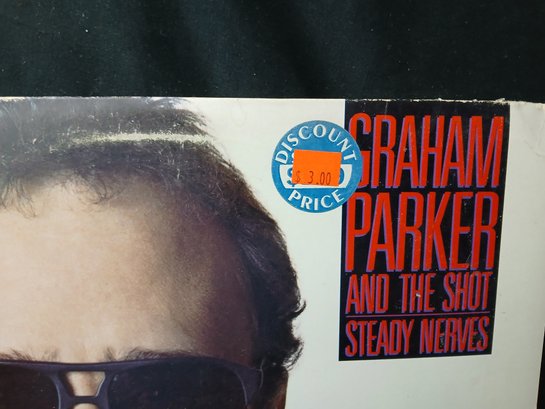 DISCOUNT
$ 3.00
PRICE
GRAHAM
PARKER
AND THE SHOT
STEADY NERVES